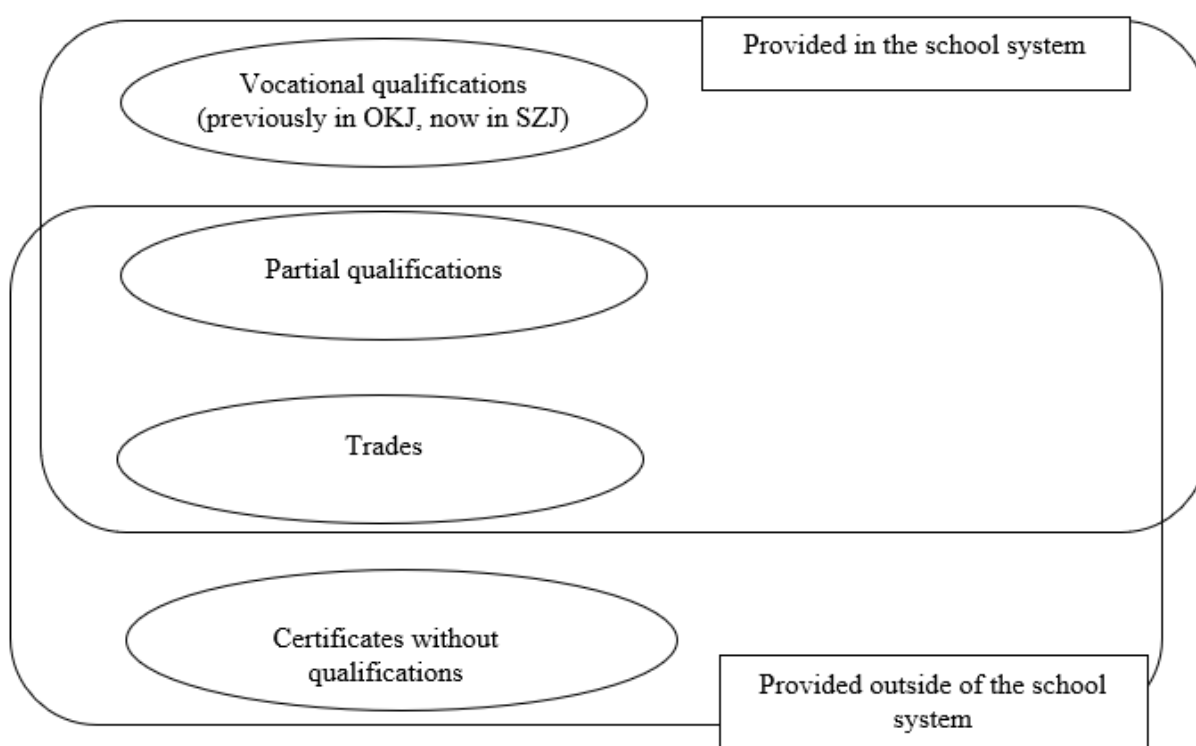 Provided in the school system
Vocational qualifications
(previously in OKJ, now in SZJ)
Partial qualifications
Trades
Certificates without
qualifications
Provided outside of the school
system